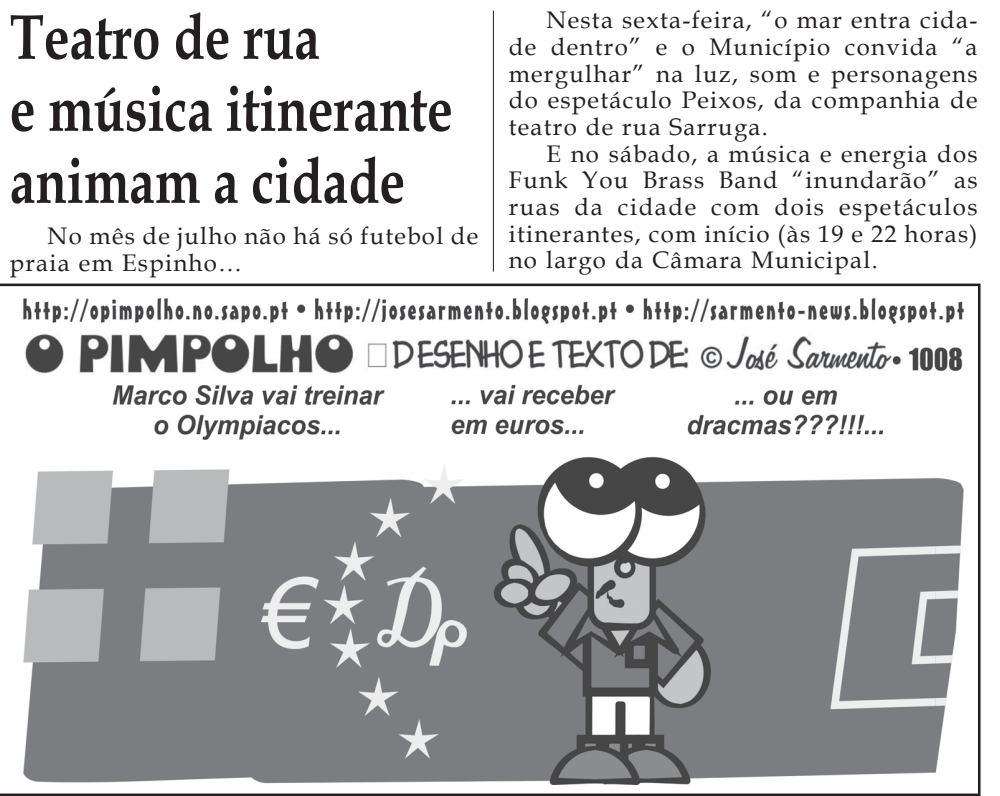 Teatro de rua
e música itinerante
animam a cidade
No mês de julho não há só futebol de
praia em Espinho...
Nesta sexta-feira, “o mar entra cida-
de dentro” e o Município convida “a
mergulhar” na luz, som e personagens
do espetáculo Peixos, da companhia de
teatro de rua Sarruga.
E no sábado, a música e energia dos
Funk You Brass Band “inundarão” as
ruas da cidade com dois espetáculos
itinerantes, com início (às 19 e 22 horas)
no largo da Câmara Municipal.
http://opimpolho.no.sapo.pt • http://josesarmento.blogspot.pt • http://sarmento-news.blogspot.pt
O PIMPOLHO □ DESENHO E TEXTO DE: © José Sarmento • 1008
Marco Silva vai treinar
o Olympiacos...
... vai receber
em euros...
... ou em
dracmas???!!!...
€ Dp